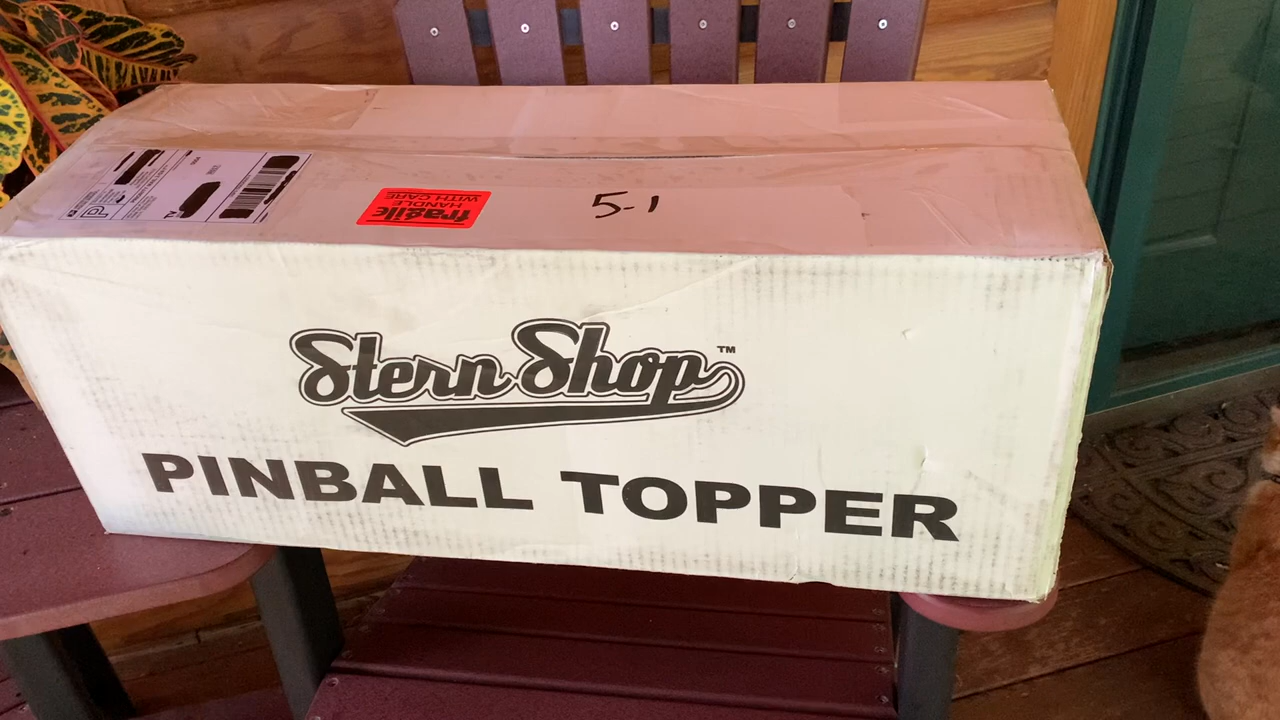 fragile
HANDLE
WITH CARE
5-1
Stern Shop™
PINBALL TOPPER